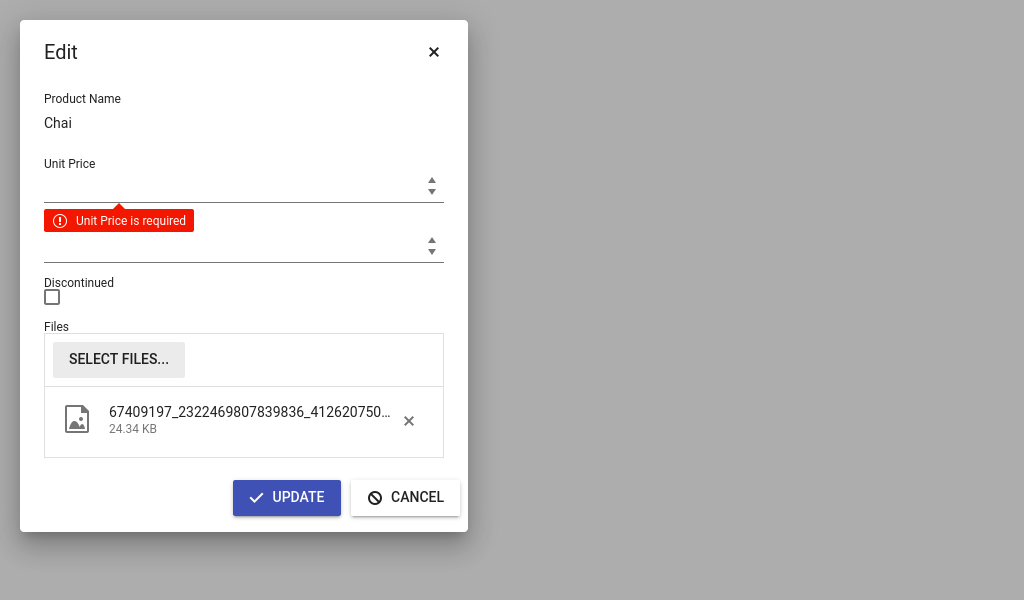 Edit
Product Name
Chai
Unit Price
Unit Price is required
Discontinued
Files
SELECT FILES...
67409197_2322469807839836_412620750...
24.34 KB
UPDATE
CANCEL